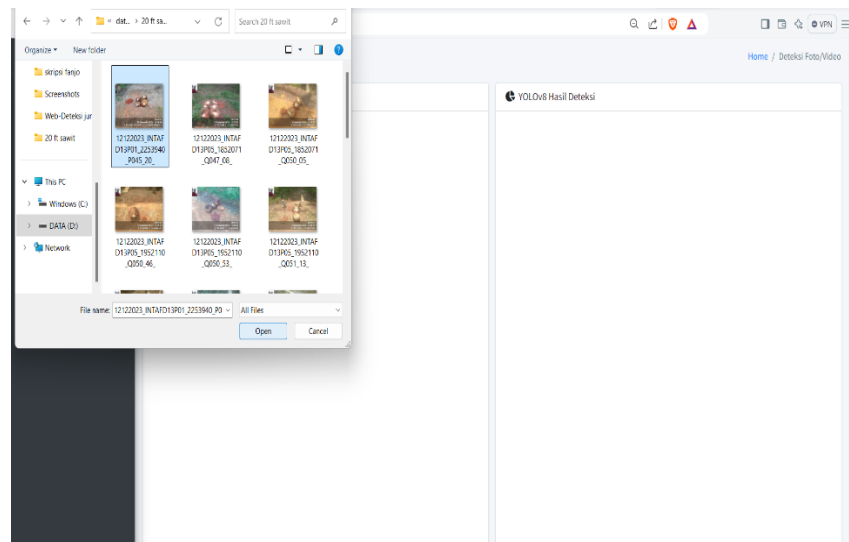 dat... > 20 ft sa...
Search 20 ft sawit
VPN
Organize
New folder
Home / Deteksi Foto/Video
skripsi fanjo
Screenshots
Web-Deteksi jur
20 ft sawit
This PC
Windows (C:)
DATA (D:)
Network
12122023_INTAF
D13P01_2253940
_P045_20_
12122023_INTAF
D13P05_1852071
_Q047_08_
12122023_INTAF
D13P05_1852071
_Q050_05_
12122023_INTAF
D13P05_1952110
_Q050_46_
12122023_INTAF
D13P05_1952110
_Q050_53_
12122023_INTAF
D13P05_1952110
_Q051_13_
File name: 12122023_INTAFD13P01_2253940_P0
All Files
Open
Cancel
YOLOv8 Hasil Deteksi